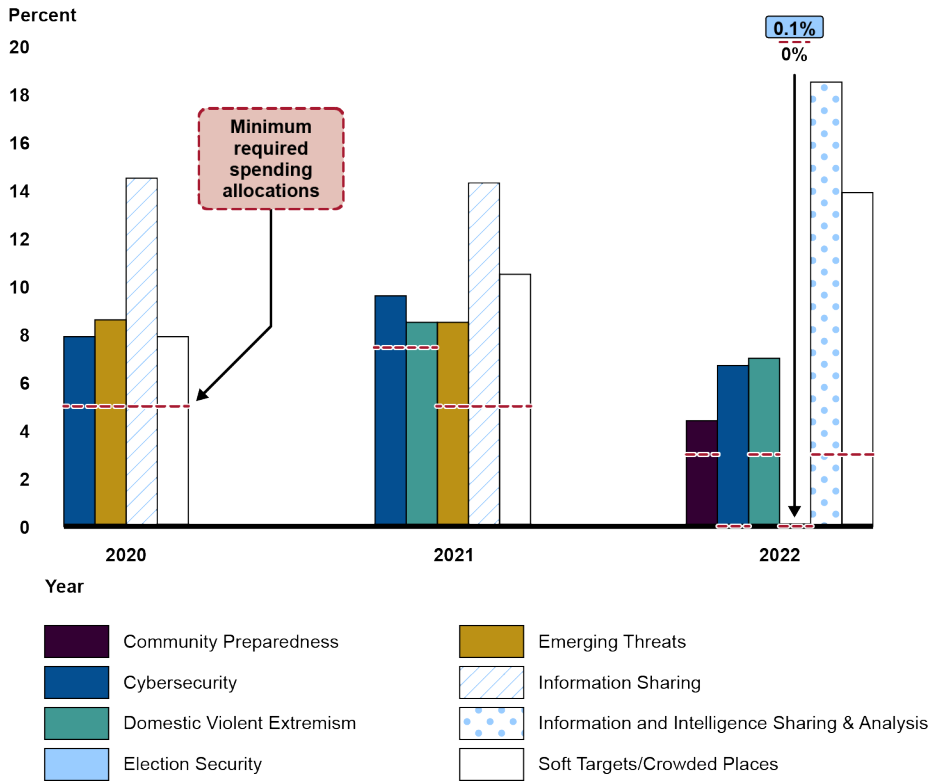 Percent
0.1%
0%
20
18
16
14
12
10
8
6
4
2
0
Minimum
required
spending
allocations
2020
2021
2022
Year
Community Preparedness
Cybersecurity
Domestic Violent Extremism
Election Security
Emerging Threats
Information Sharing
Information and Intelligence Sharing & Analysis
Soft Targets/Crowded Places